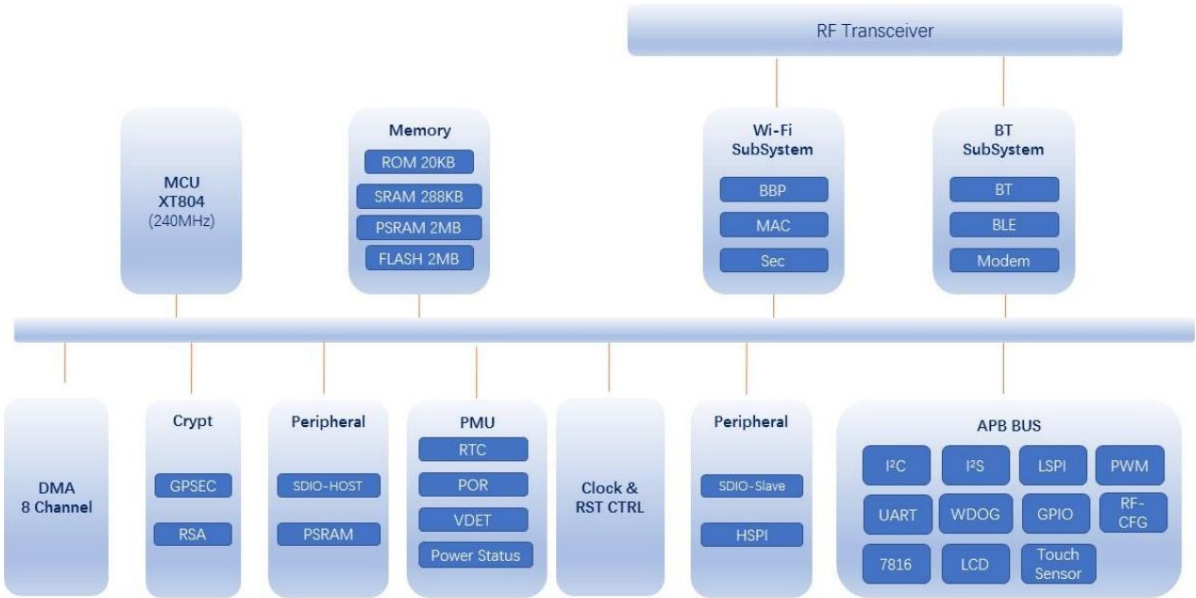 RF Transceiver
MCU
XT804
(240MHz)
Memory
ROM 20KB
SRAM 288KB
PSRAM 2MB
FLASH 2MB
Wi-Fi
SubSystem
BBP
MAC
Sec
BT
SubSystem
BT
BLE
Modem
DMA
8 Channel
Crypt
GPSEC
RSA
Peripheral
SDIO-HOST
PSRAM
PMU
RTC
POR
VDET
Power Status
Clock &
RST CTRL
Peripheral
SDIO-Slave
HSPI
APB BUS
I²C
I²S
LSPI
PWM
UART
WDOG
GPIO
RF-
CFG
7816
LCD
Touch
Sensor